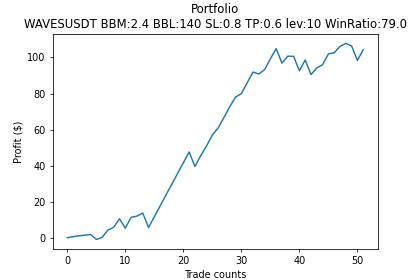 Portfolio
WAVESUSDT BBM:2.4 BBL:140 SL:0.8 TP:0.6 lev:10 WinRatio:79.0
100
80
60
40
20
0
Profit ($)
0 10 20 30 40 50
Trade counts